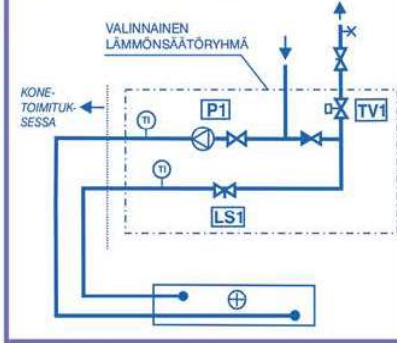 VALINNAINEN
LÄMMÖNSÄÄTÖRYHMÄ
KONE-
TOIMITUK-
SESSA
P1
TV1
TI
TI
LS1